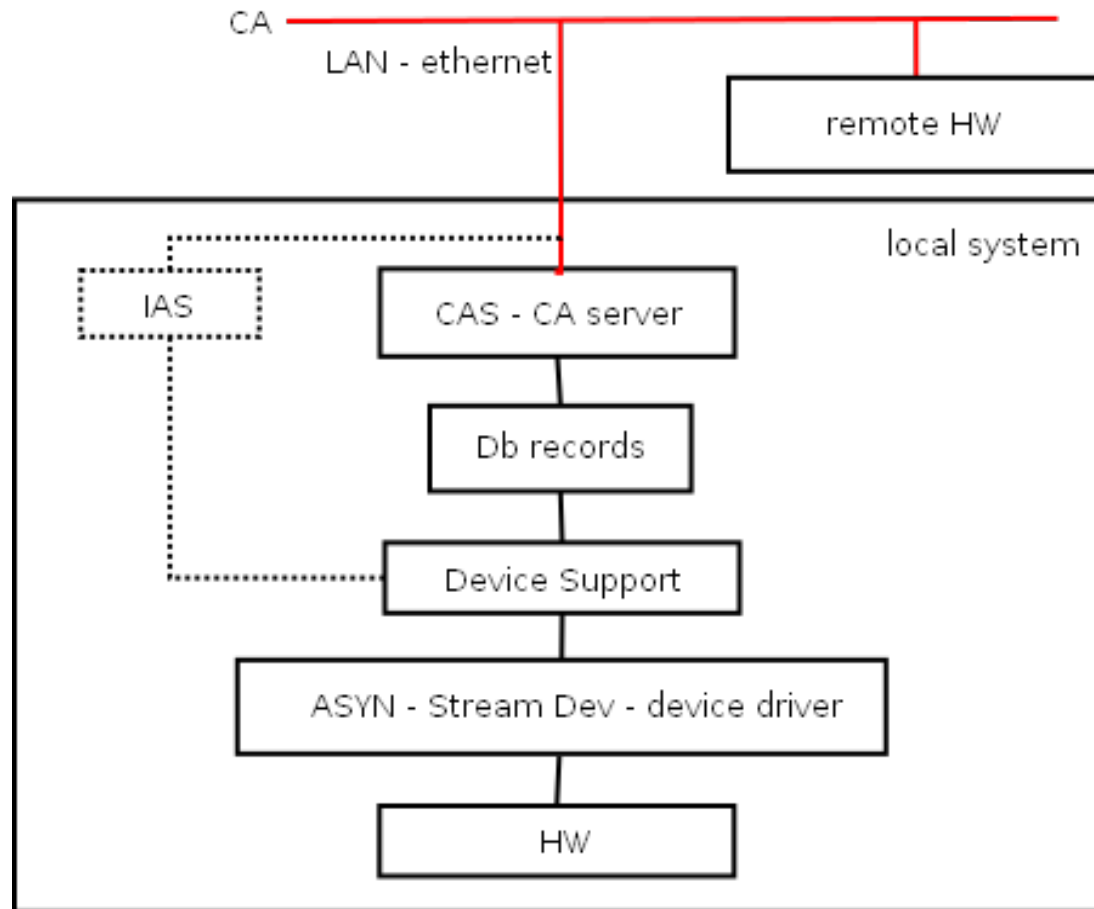 CA
LAN - ethernet
remote HW
local system
IAS
CAS - CA server
Db records
Device Support
ASYN - Stream Dev - device driver
HW